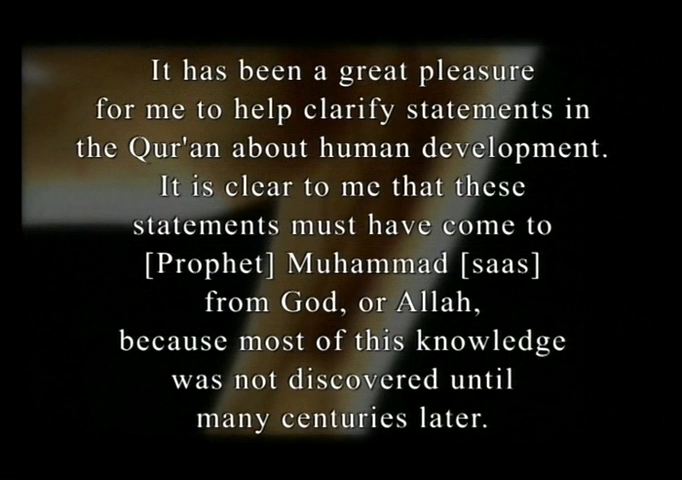 It has been a great pleasure
for me to help clarify statements in
the Qur'an about human development.
It is clear to me that these
statements must have come to
[Prophet] Muhammad [saas]
from God, or Allah,
because most of this knowledge
was not discovered until
many centuries later.